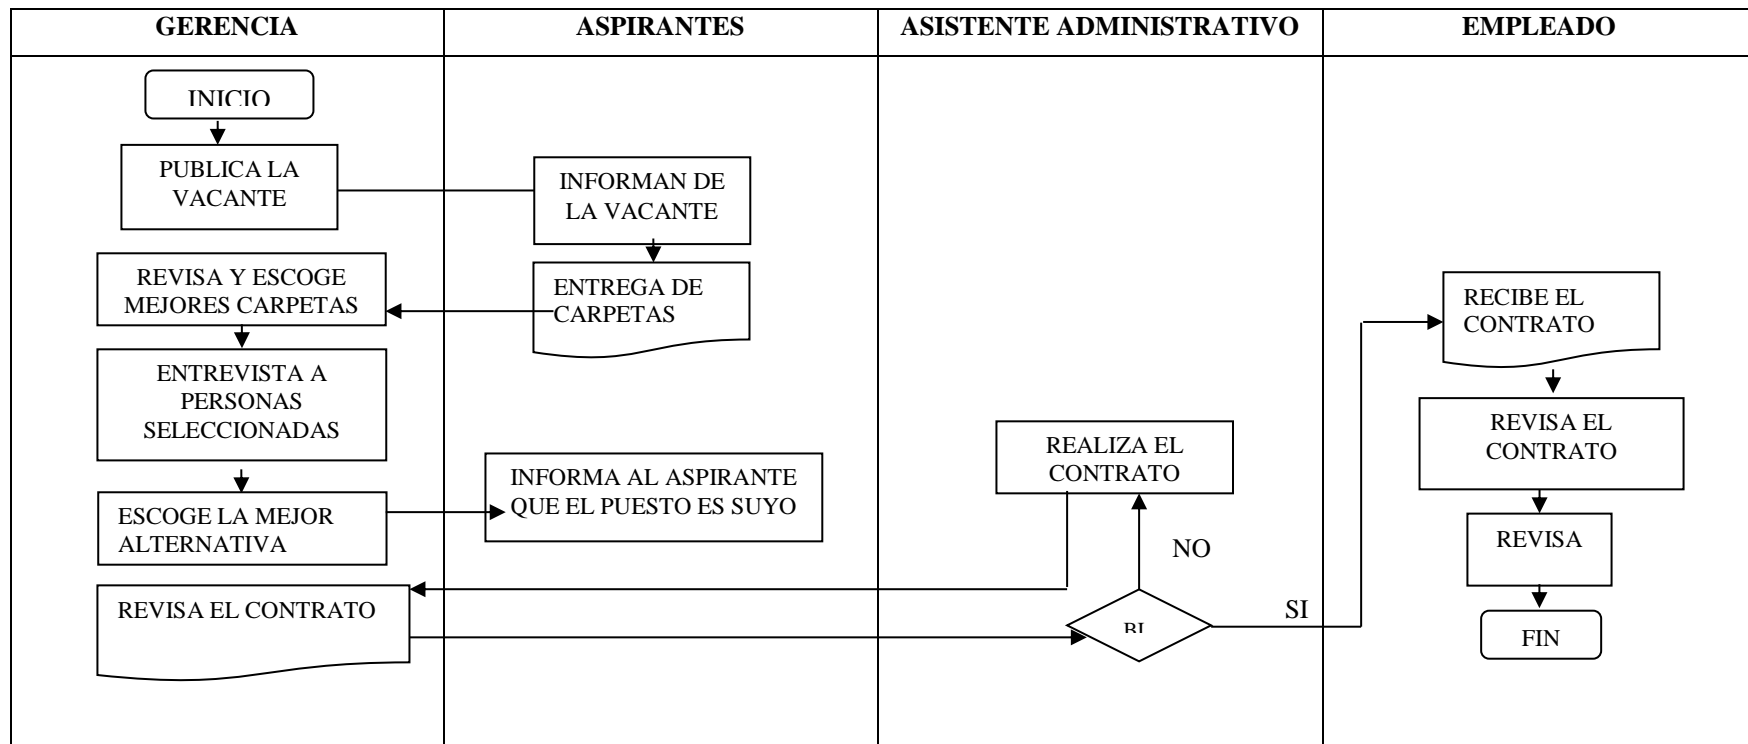 GERENCIA
ASPIRANTES
ASISTENTE ADMINISTRATIVO
EMPLEADO
INICIO
PUBLICA LA
VACANTE
INFORMAN DE
LA VACANTE
REVISA Y ESCOGE
MEJORES CARPETAS
ENTREGA DE
CARPETAS
ENTREVISTA A
PERSONAS
SELECCIONADAS
ESCOGE LA MEJOR
ALTERNATIVA
INFORMA AL ASPIRANTE
QUE EL PUESTO ES SUYO
REALIZA EL
CONTRATO
NO
SI
REVISA EL CONTRATO
RECIBE EL
CONTRATO
REVISA EL
CONTRATO
REVISA
FIN